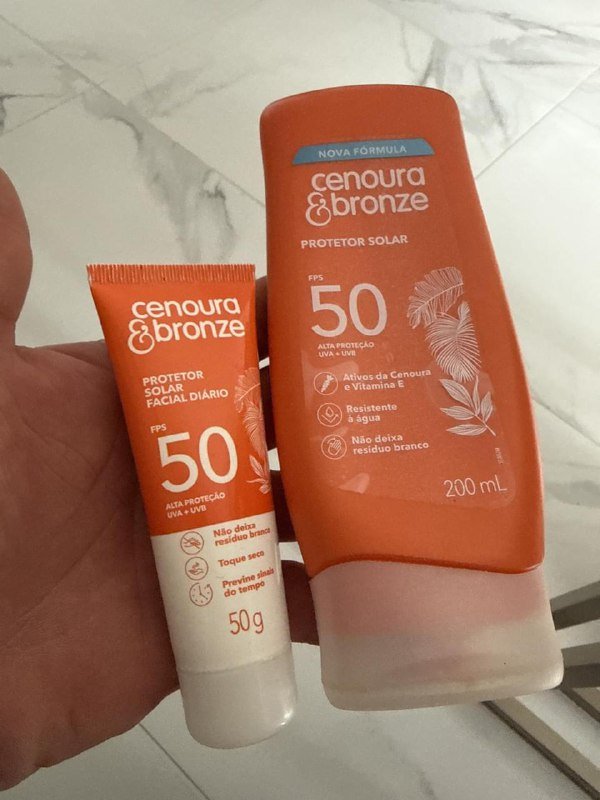 cenoura
&bronze
PROTETOR
SOLAR
FACIAL DIÁRIO
FPS
50
ALTA PROTEÇÃO
UVA + UVB
Não deixa
resíduo branco
Toque seco
Previne sinais
do tempo
50g
NOVA FÓRMULA
cenoura
&bronze
PROTETOR SOLAR
FPS
50
ALTA PROTEÇÃO
UVA + UVB
Ativos da Cenoura
e Vitamina E
Resistente
à água
Não deixa
resíduo branco
200 mL